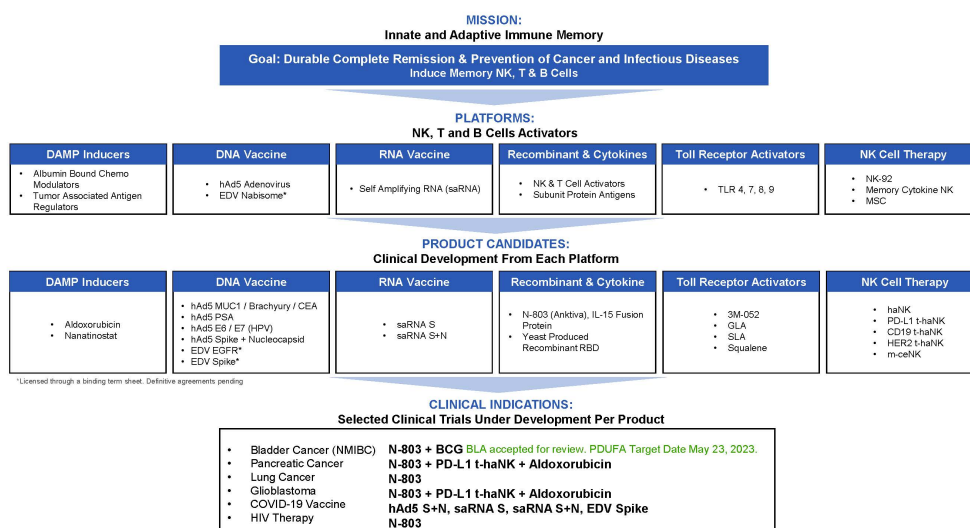 MISSION:
Innate and Adaptive Immune Memory
Goal: Durable Complete Remission & Prevention of Cancer and Infectious Diseases
Induce Memory NK, T & B Cells
PLATFORMS:
NK, T and B Cells Activators
DAMP Inducers
• Albumin Bound Chemo
Modulators
• Tumor Associated Antigen
Regulators
DNA Vaccine
• hAd5 Adenovirus
• EDV Nabisome*
RNA Vaccine
• Self Amplifying RNA (saRNA)
Recombinant & Cytokines
• NK & T Cell Activators
• Subunit Protein Antigens
Toll Receptor Activators
• TLR 4, 7, 8, 9
NK Cell Therapy
• NK-92
• Memory Cytokine NK
• MSC
PRODUCT CANDIDATES:
Clinical Development From Each Platform
DAMP Inducers
• Aldoxorubicin
• Nanatinostat
DNA Vaccine
• hAd5 MUC1 / Brachyury / CEA
• hAd5 PSA
• hAd5 E6 / E7 (HPV)
• hAd5 Spike + Nucleocapsid
• EDV EGFR*
• EDV Spike*
RNA Vaccine
• saRNA S
• saRNA S+N
Recombinant & Cytokine
• N-803 (Anktiva), IL-15 Fusion
Protein
• Yeast Produced
Recombinant RBD
Toll Receptor Activators
• 3M-052
• GLA
• SLA
• Squalene
NK Cell Therapy
• haNK
• PD-L1 t-haNK
• CD19 t-haNK
• HER2 t-haNK
• m-ceNK
*Licensed through a binding term sheet. Definitive agreements pending
CLINICAL INDICATIONS:
Selected Clinical Trials Under Development Per Product
• Bladder Cancer (NMIBC) N-803 + BCG BLA accepted for review. PDUFA Target Date May 23, 2023.
• Pancreatic Cancer N-803 + PD-L1 t-haNK + Aldoxorubicin
• Lung Cancer N-803
• Glioblastoma N-803 + PD-L1 t-haNK + Aldoxorubicin
• COVID-19 Vaccine hAd5 S+N, saRNA S, saRNA S+N, EDV Spike
• HIV Therapy N-803